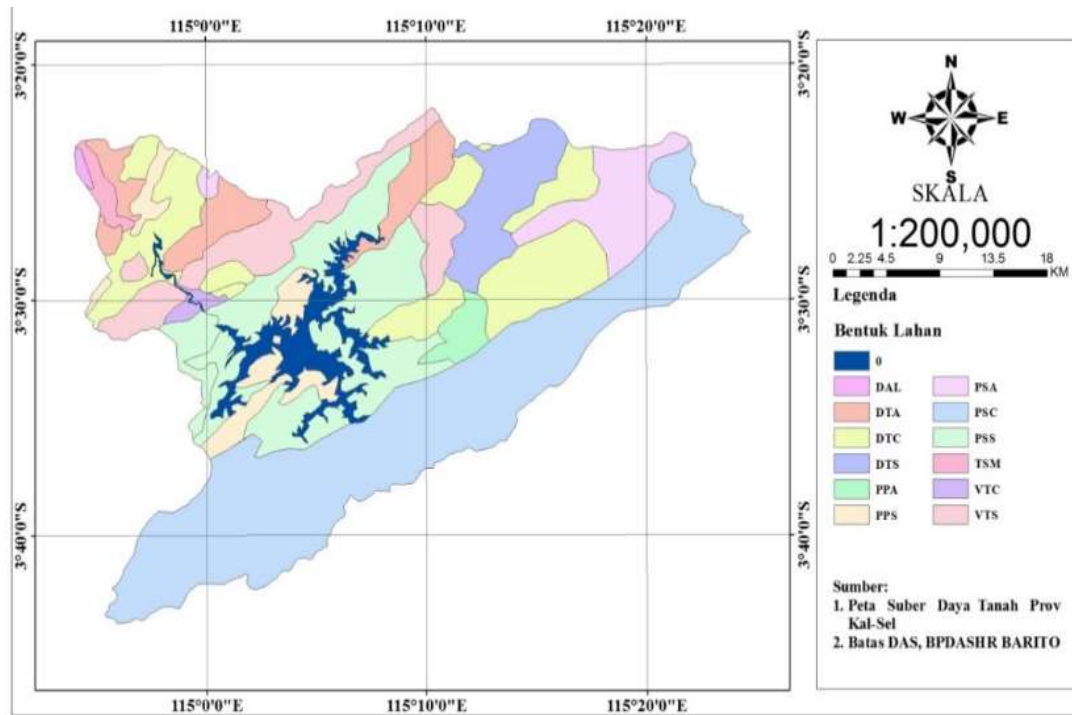 115°0'0"E 115°10'0"E 115°20'0"E
3°20'0"S 3°20'0"S
3°30'0"S 3°30'0"S
3°40'0"S 3°40'0"S
115°0'0"E 115°10'0"E 115°20'0"E
N
W E
S
SKALA
1:200,000
0 2.25 4.5 9 13.5 18
KM
Legenda
Bentuk Lahan
0
DAL PSA
DTA PSC
DTC PSS
DTS TSM
PPA VTC
PPS VTS
Sumber:
1. Peta Suber Daya Tanah Prov
Kal-Sel
2. Batas DAS, BPDASHR BARITO